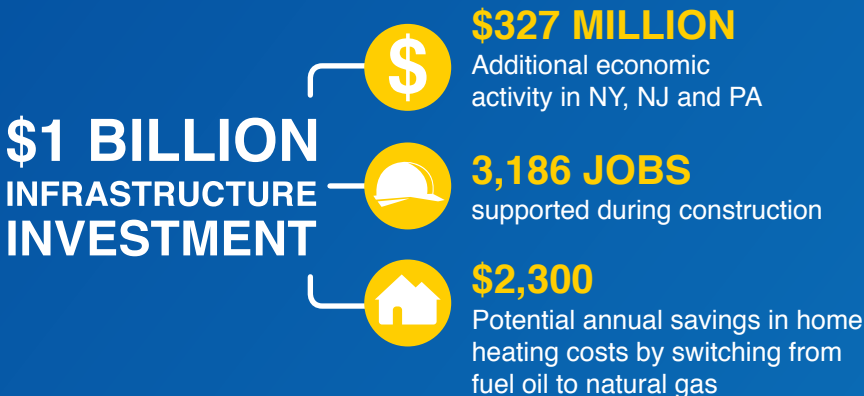 $1 BILLION
INFRASTRUCTURE
INVESTMENT
$
$327 MILLION
Additional economic
activity in NY, NJ and PA
3,186 JOBS
supported during construction
$2,300
Potential annual savings in home
heating costs by switching from
fuel oil to natural gas